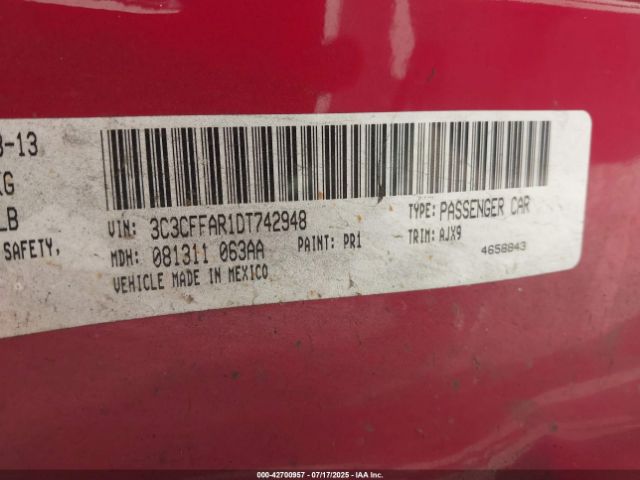 3-13
KG
LB
SAFETY,
VIN: 3C3CFFAR1DT742948
TYPE: PASSENGER CAR
MDH: 081311 063AA
PAINT: PR1
TRIM: AJX9
4658843
VEHICLE MADE IN MEXICO
000-42700957 - 07/17/2025 - IAA Inc.